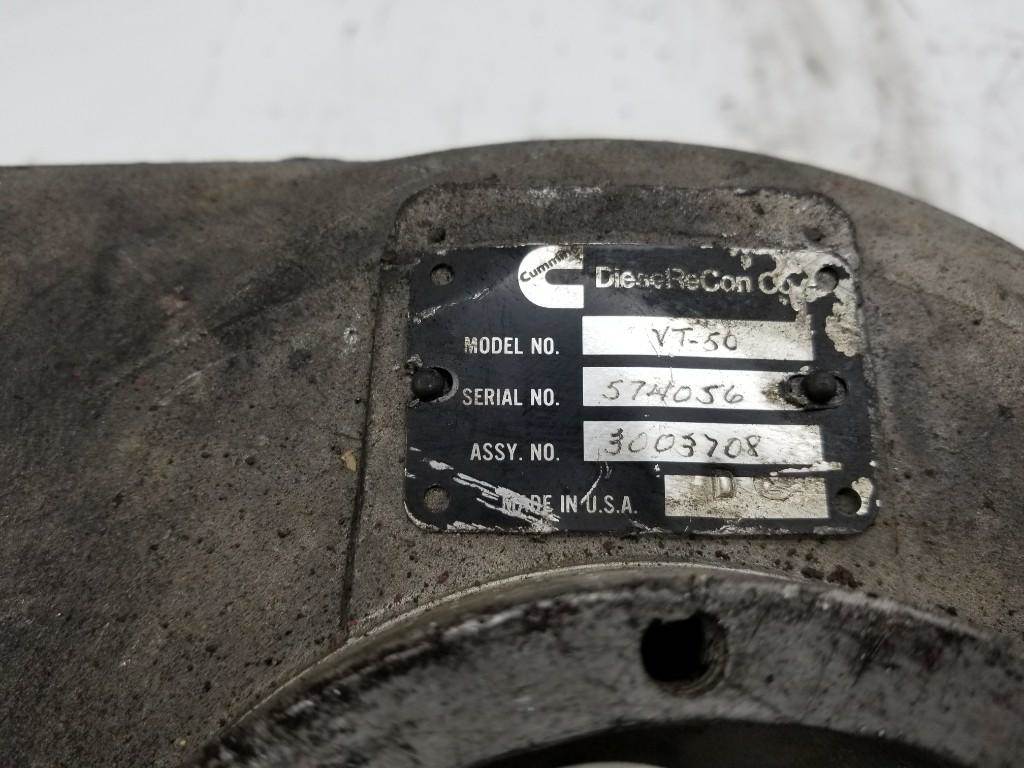 Cummins
DieselReCon Co.
MODEL NO. VT-50
SERIAL NO. 574056
ASSY. NO. 3003708
MADE IN U.S.A. D